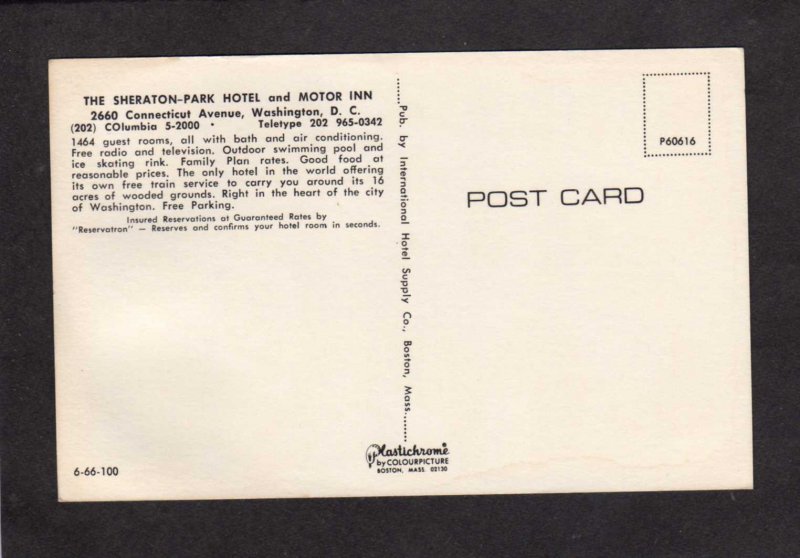 THE SHERATON-PARK HOTEL and MOTOR INN
2660 Connecticut Avenue, Washington, D. C.
(202) COlumbia 5-2000 • Teletype 202 965-0342
1464 guest rooms, all with bath and air conditioning.
Free radio and television. Outdoor swimming pool and
ice skating rink. Family Plan rates. Good food at
reasonable prices. The only hotel in the world offering
its own free train service to carry you around its 16
acres of wooded grounds. Right in the heart of the city
of Washington. Free Parking.
Insured Reservations at Guaranteed Rates by
"Reservatron" — Reserves and confirms your hotel room in seconds.
6-66-100
Pub. by International Hotel Supply Co., Boston, Mass.
Plastichrome
by COLOURPICTURE
BOSTON, MASS. 02130
P60616
POST CARD